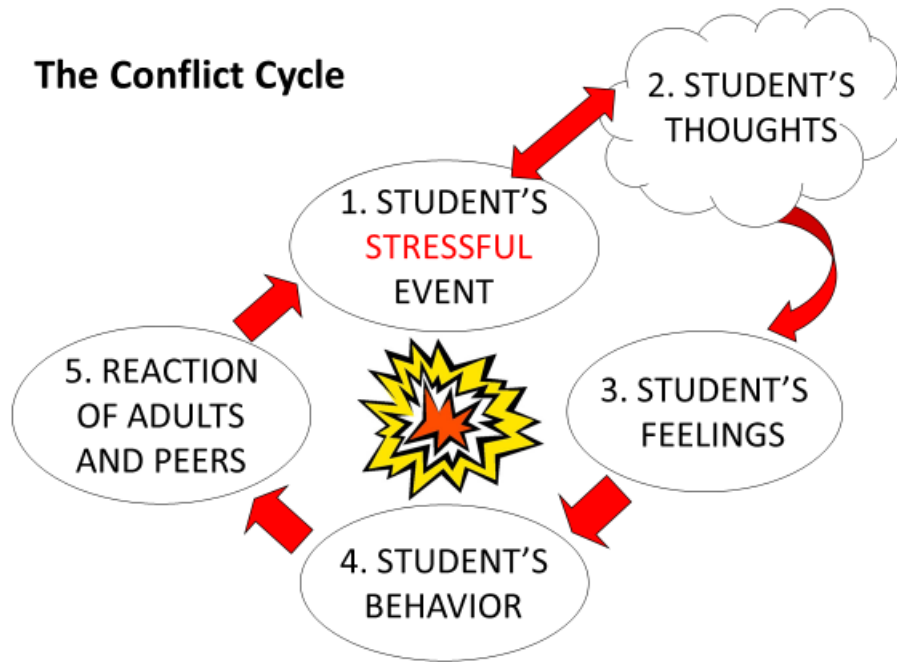 The Conflict Cycle
1. STUDENT'S
STRESSFUL
EVENT
2. STUDENT'S
THOUGHTS
3. STUDENT'S
FEELINGS
4. STUDENT'S
BEHAVIOR
5. REACTION
OF ADULTS
AND PEERS